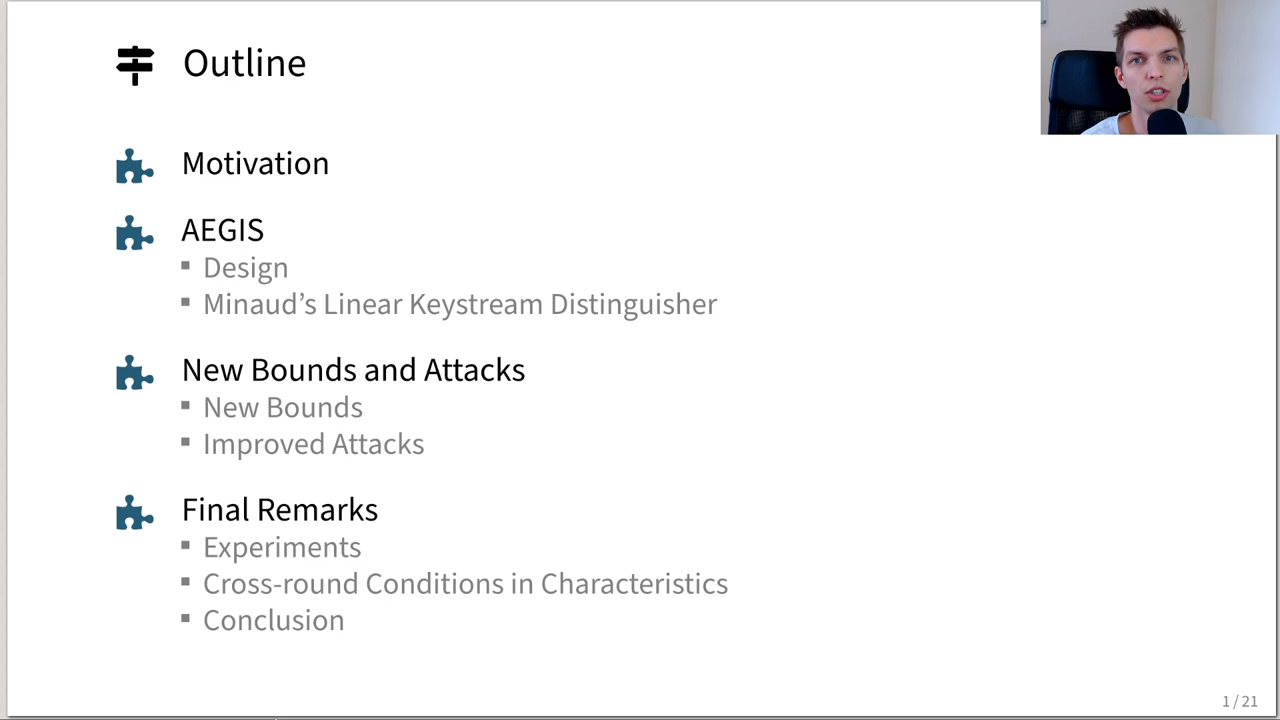 Outline
Motivation
AEGIS
Design
Minaud’s Linear Keystream Distinguisher
New Bounds and Attacks
New Bounds
Improved Attacks
Final Remarks
Experiments
Cross-round Conditions in Characteristics
Conclusion
1 / 21